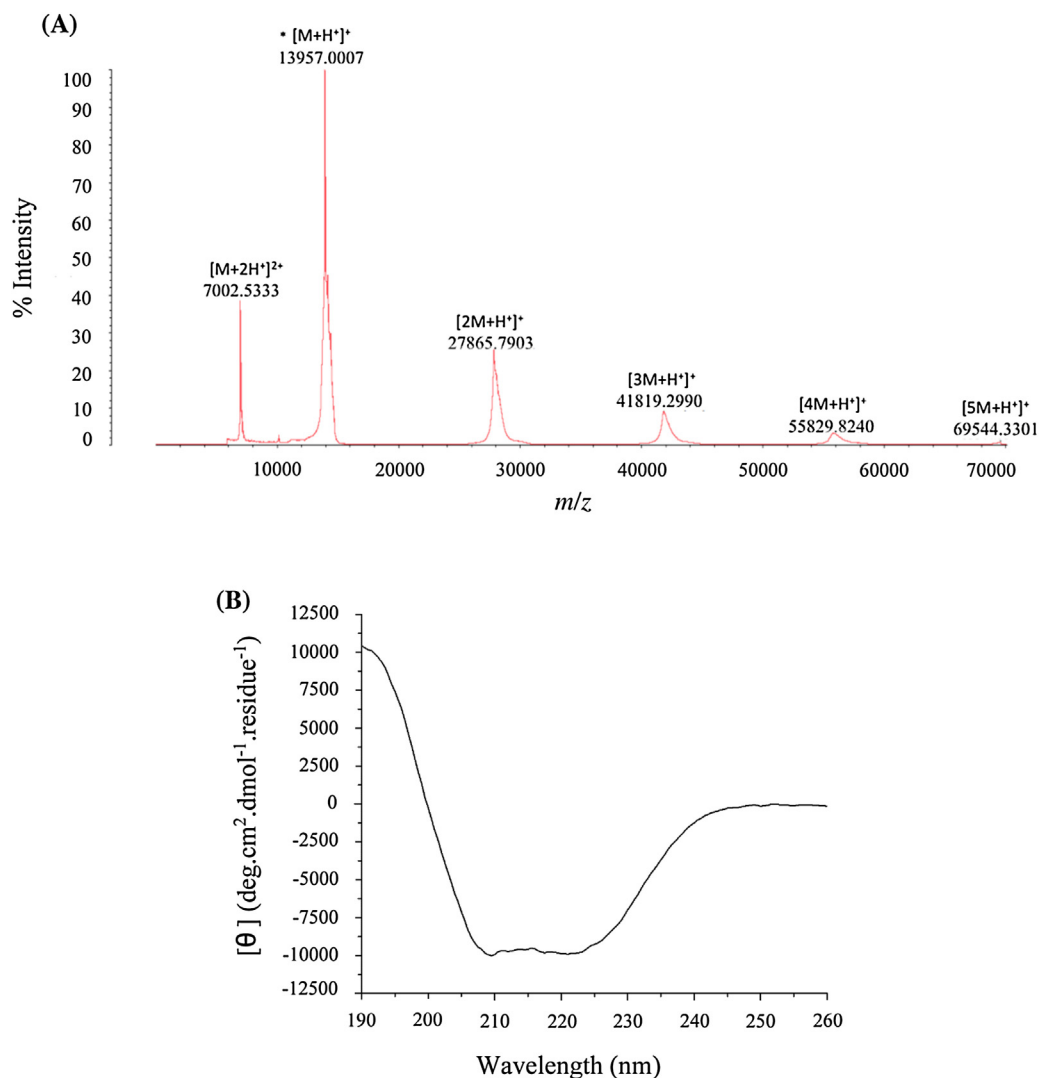 (A)
* [M+H⁺]⁺
13957.0007
[M+2H⁺]²⁺
7002.5333
[2M+H⁺]⁺
27865.7903
[3M+H⁺]⁺
41819.2990
[4M+H⁺]⁺
55829.8240
[5M+H⁺]⁺
69544.3301
% Intensity
100
90
80
70
60
50
40
30
20
10
0
10000 20000 30000 40000 50000 60000 70000
m/z
(B)
[θ] (deg.cm².dmol⁻¹.residue⁻¹)
12500
10000
7500
5000
2500
0
-2500
-5000
-7500
-10000
-12500
190 200 210 220 230 240 250 260
Wavelength (nm)